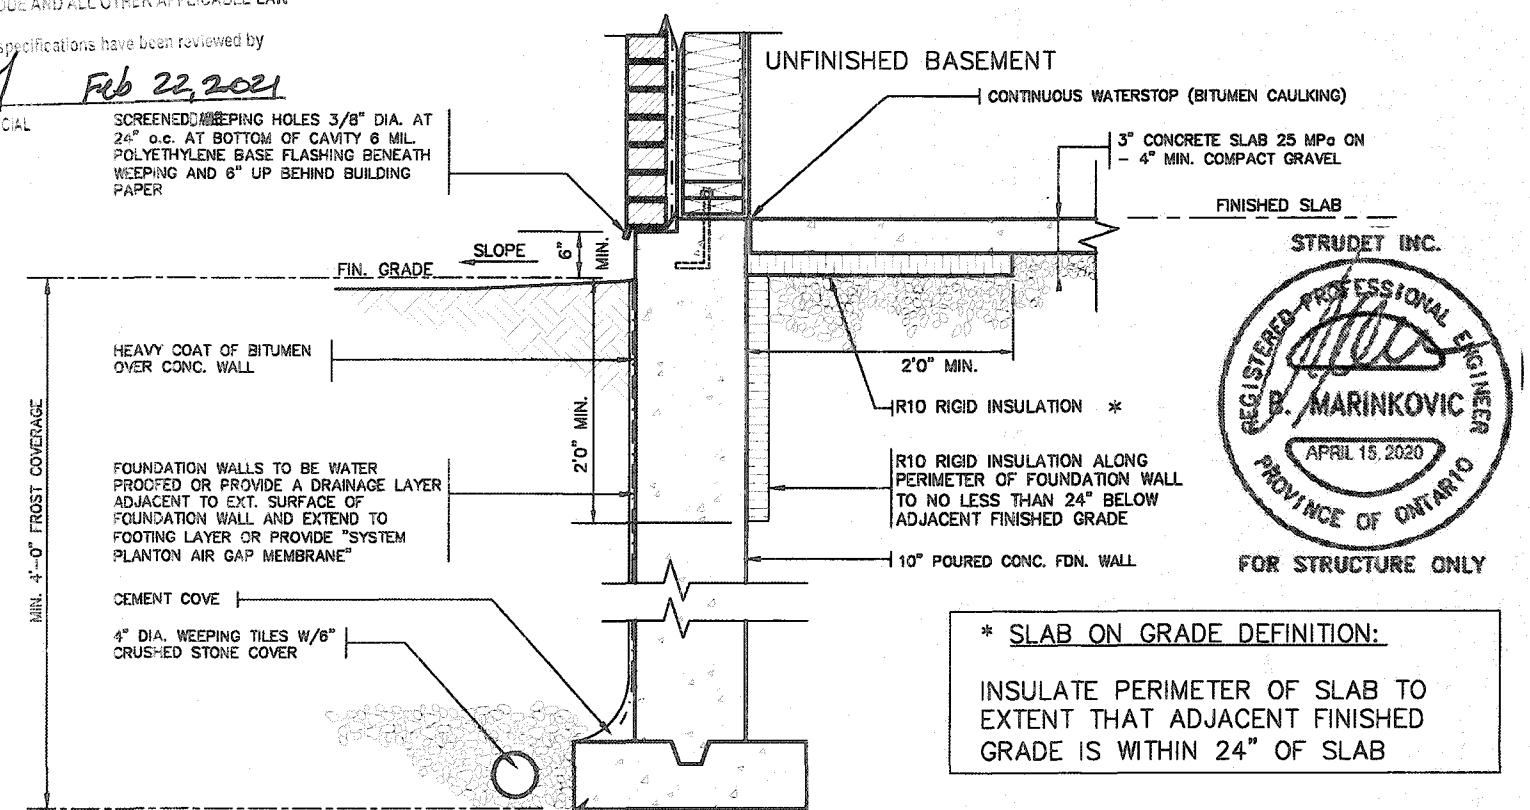 CODE AND ALL OTHER APPLICABLE LAW
specifications have been reviewed by
Feb 22, 2021
CIAL
SCREENED WEEPING HOLES 3/8" DIA. AT
24" o.c. AT BOTTOM OF CAVITY 6 MIL.
POLYETHYLENE BASE FLASHING BENEATH
WEEPING AND 6" UP BEHIND BUILDING
PAPER
UNFINISHED BASEMENT
CONTINUOUS WATERSTOP (BITUMEN CAULKING)
3" CONCRETE SLAB 25 MPa ON
- 4" MIN. COMPACT GRAVEL
FINISHED SLAB
SLOPE
6"
MIN.
FIN. GRADE
HEAVY COAT OF BITUMEN
OVER CONC. WALL
2'0" MIN.
2'0" MIN.
R10 RIGID INSULATION *
MIN. 4'-0" FROST COVERAGE
FOUNDATION WALLS TO BE WATER
PROOFED OR PROVIDE A DRAINAGE LAYER
ADJACENT TO EXT. SURFACE OF
FOUNDATION WALL AND EXTEND TO
FOOTING LAYER OR PROVIDE "SYSTEM
PLANTON AIR GAP MEMBRANE"
R10 RIGID INSULATION ALONG
PERIMETER OF FOUNDATION WALL
TO NO LESS THAN 24" BELOW
ADJACENT FINISHED GRADE
10" POURED CONC. FDN. WALL
CEMENT COVE
4" DIA. WEEPING TILES W/6"
CRUSHED STONE COVER
STRUDET INC.
REGISTERED PROFESSIONAL ENGINEER
B. MARINKOVIC
APRIL 15, 2020
PROVINCE OF ONTARIO
FOR STRUCTURE ONLY
* SLAB ON GRADE DEFINITION:
INSULATE PERIMETER OF SLAB TO
EXTENT THAT ADJACENT FINISHED
GRADE IS WITHIN 24" OF SLAB